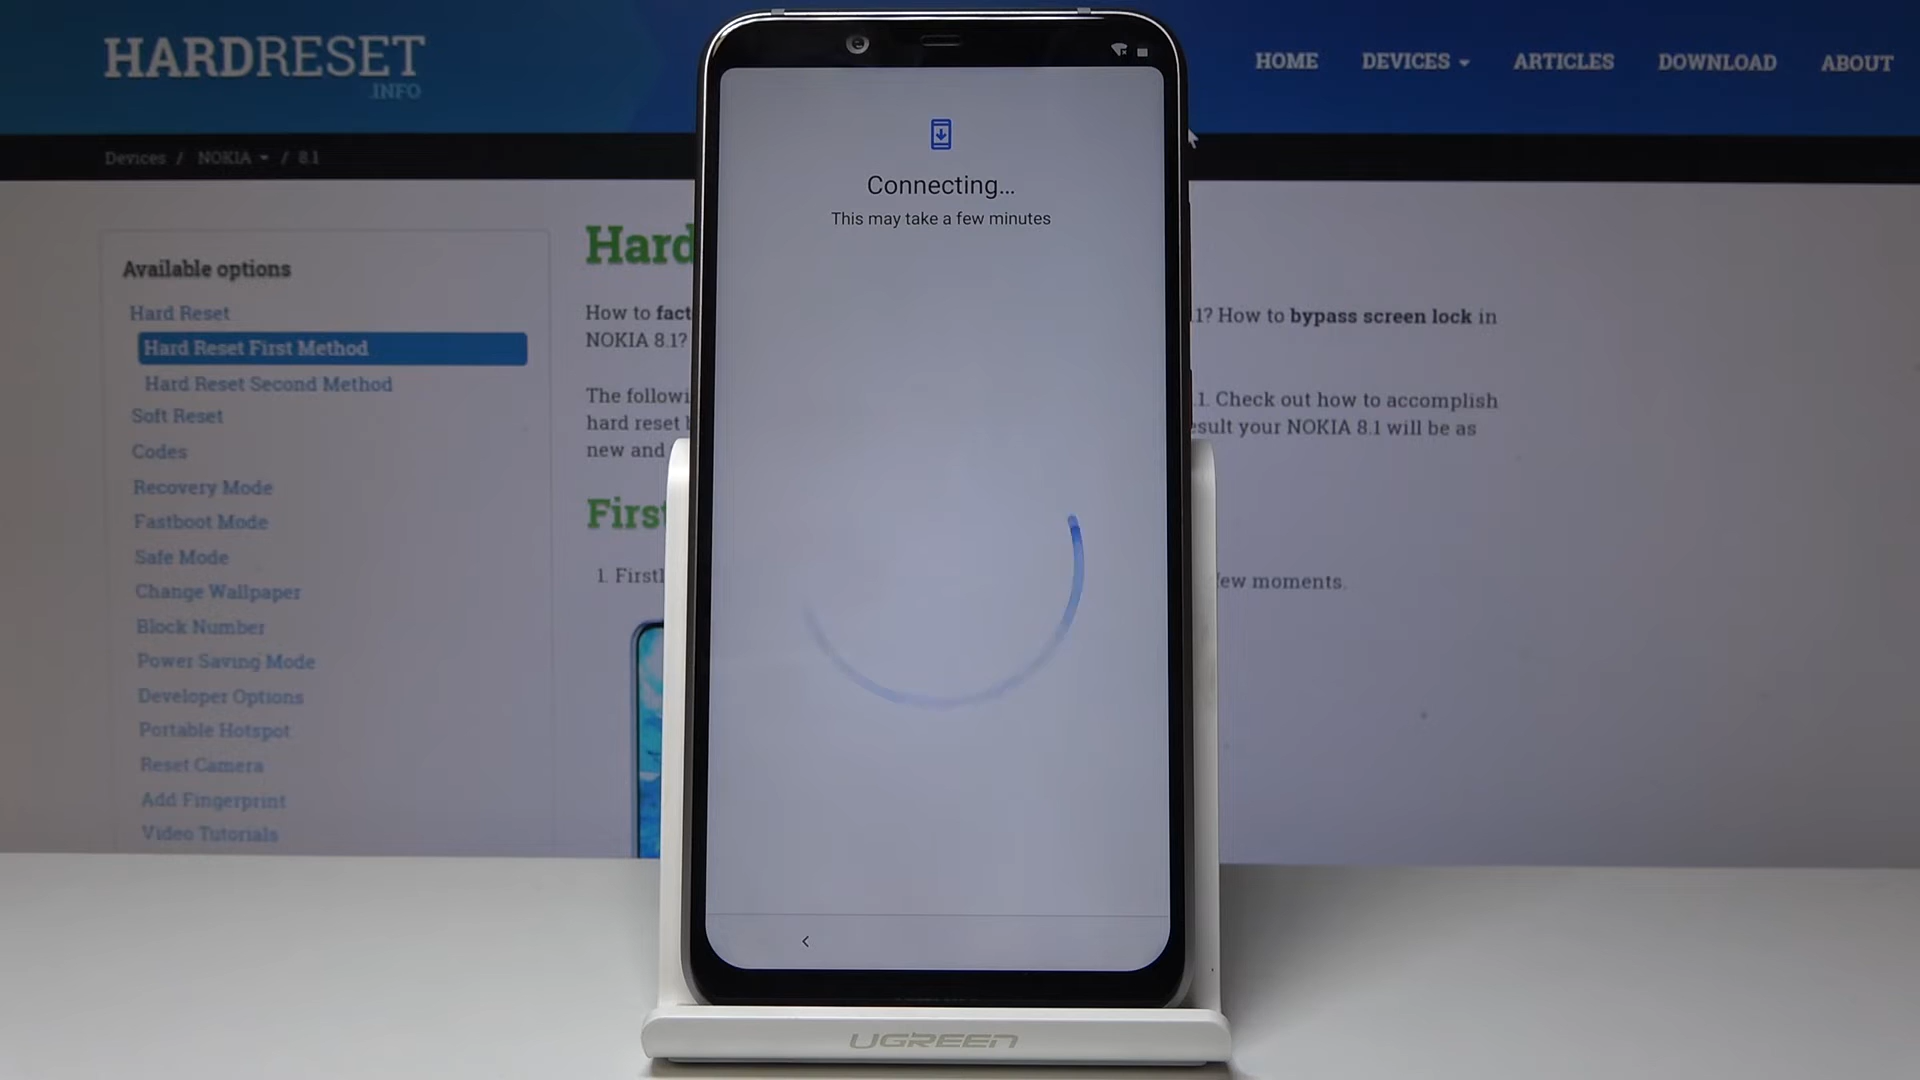 HARDRESET
.INFO
HOME DEVICES ARTICLES DOWNLOAD ABOUT
Devices / NOKIA / 8.1
Available options
Hard Reset
Hard Reset First Method
Hard Reset Second Method
Soft Reset
Codes
Recovery Mode
Fastboot Mode
Safe Mode
Change Wallpaper
Block Number
Power Saving Mode
Developer Options
Portable Hotspot
Reset Camera
Add Fingerprint
Video Tutorials
Hard
How to fact 1? How to bypass screen lock in
NOKIA 8.1?
The followi 1. Check out how to accomplish
hard reset esult your NOKIA 8.1 will be as
new and
First
1. Firstl few moments.
Connecting...
This may take a few minutes
UGREEN